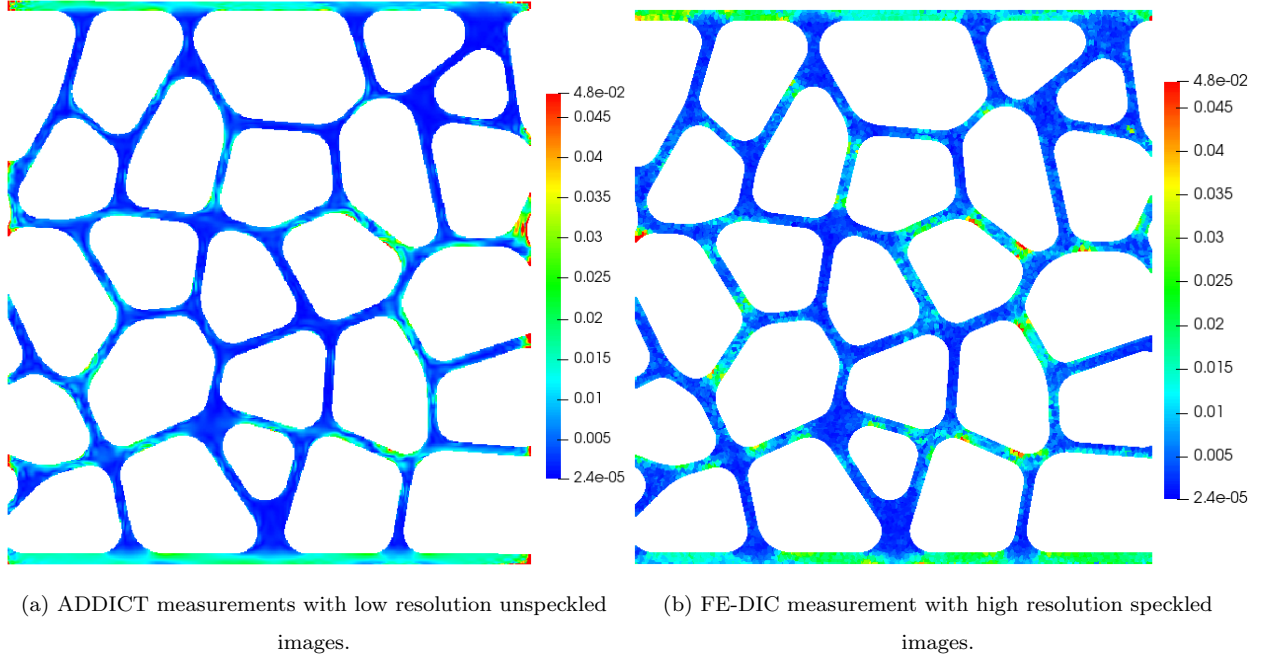 4.8e-02
0.045
0.04
0.035
0.03
0.025
0.02
0.015
0.01
0.005
2.4e-05
4.8e-02
0.045
0.04
0.035
0.03
0.025
0.02
0.015
0.01
0.005
2.4e-05
(a) ADDICT measurements with low resolution unspeckled
images.
(b) FE-DIC measurement with high resolution speckled
images.